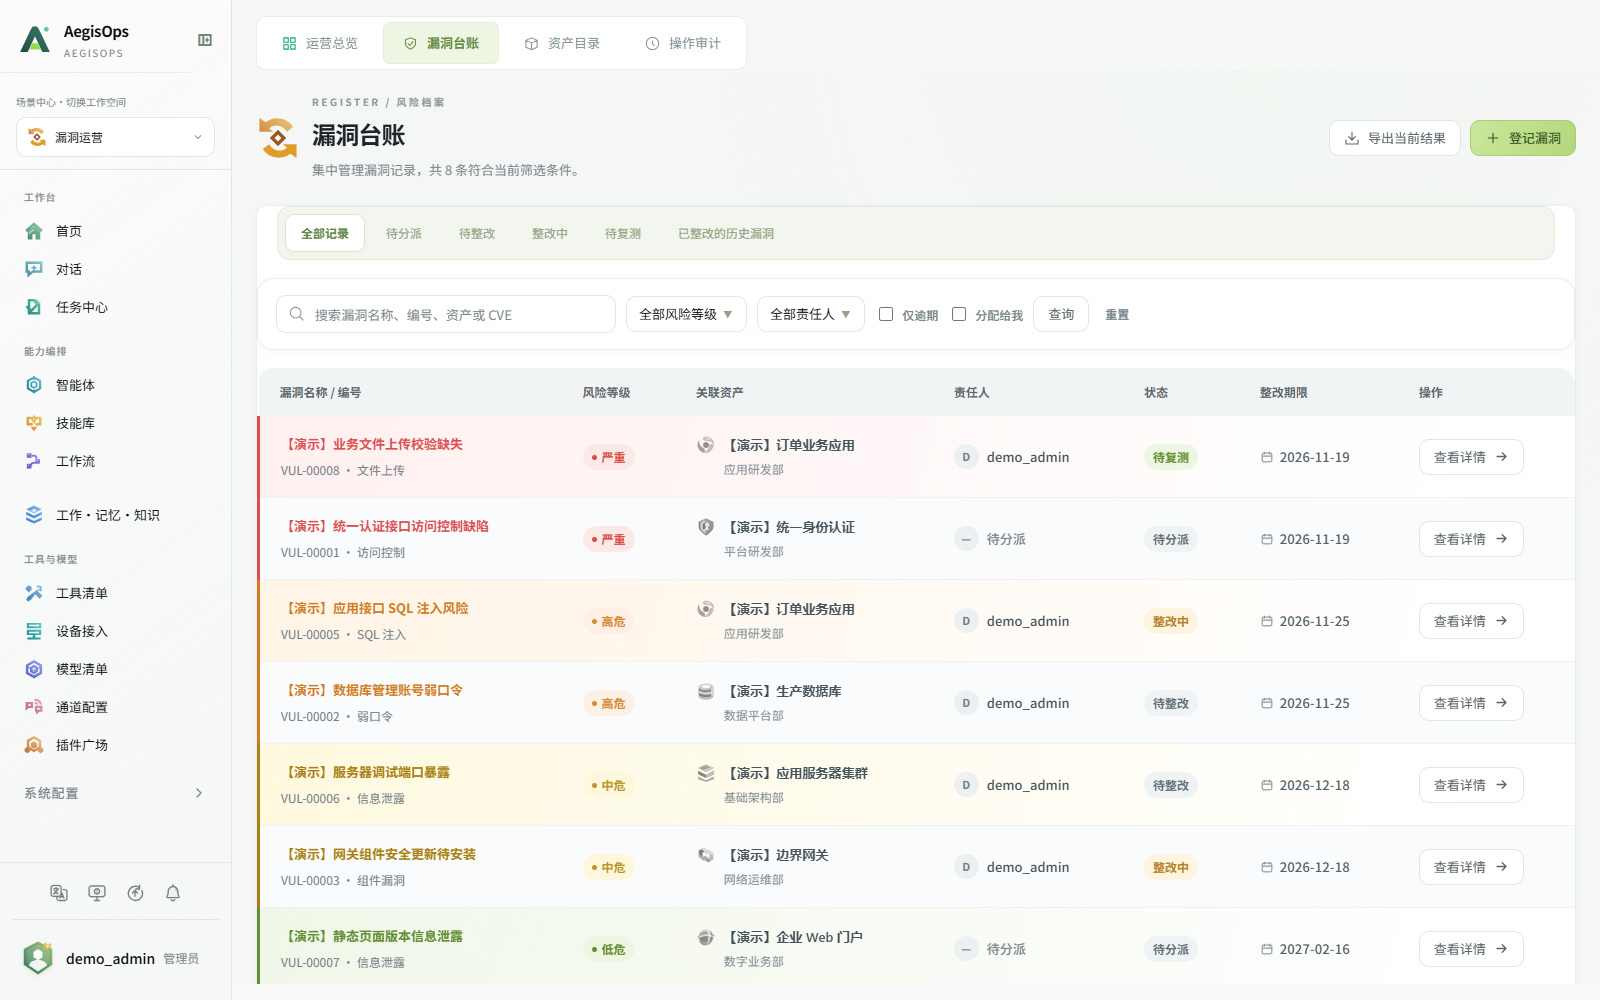 AegisOps
AEGISOPS
场景中心・切换工作空间
漏洞运营
工作台
首页
对话
任务中心
能力编排
智能体
技能库
工作流
工作・记忆・知识
工具与模型
工具清单
设备接入
模型清单
通道配置
插件广场
系统配置
demo_admin 管理员
运营总览 漏洞台账 资产目录 操作审计
REGISTER / 风险档案
漏洞台账
集中管理漏洞记录，共 8 条符合当前筛选条件。
导出当前结果 登记漏洞
全部记录 待分派 待整改 整改中 待复测 已整改的历史漏洞
搜索漏洞名称、编号、资产或 CVE 全部风险等级 全部责任人 仅逾期 分配给我 查询 重置
漏洞名称 / 编号 风险等级 关联资产 责任人 状态 整改期限 操作
【演示】业务文件上传校验缺失 严重 【演示】订单业务应用 D demo_admin 待复测 2026-11-19 查看详情
VUL-00008 • 文件上传 应用研发部
【演示】统一认证接口访问控制缺陷 严重 【演示】统一身份认证 — 待分派 待分派 2026-11-19 查看详情
VUL-00001 • 访问控制 平台研发部
【演示】应用接口 SQL 注入风险 高危 【演示】订单业务应用 D demo_admin 整改中 2026-11-25 查看详情
VUL-00005 • SQL 注入 应用研发部
【演示】数据库管理账号弱口令 高危 【演示】生产数据库 D demo_admin 待整改 2026-11-25 查看详情
VUL-00002 • 弱口令 数据平台部
【演示】服务器调试端口暴露 中危 【演示】应用服务器集群 D demo_admin 待整改 2026-12-18 查看详情
VUL-00006 • 信息泄露 基础架构部
【演示】网关组件安全更新待安装 中危 【演示】边界网关 D demo_admin 整改中 2026-12-18 查看详情
VUL-00003 • 组件漏洞 网络运维部
【演示】静态页面版本信息泄露 低危 【演示】企业 Web 门户 — 待分派 待分派 2027-02-16 查看详情
VUL-00007 • 信息泄露 数字业务部